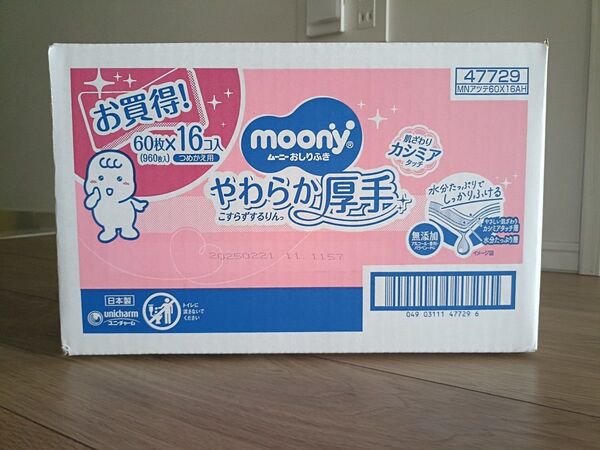 47729
MNアツテ60X16AH
お買得!
60枚×16コ入
(960枚入) つめかえ用
moony®
ムーニーおしりふき
肌ざわり
カシミア
タッチ
やわらか厚手
こすらずするりんっ
水分たっぷりで
しっかりふける
やさしい肌ざわり
カシミアタッチ層
水分たっぷり層
イメージ図
無添加
20250221 11 1157
日本製
unicharm
ユニ・チャーム
トイレに
流さないで
ください
049 03111 47729 6